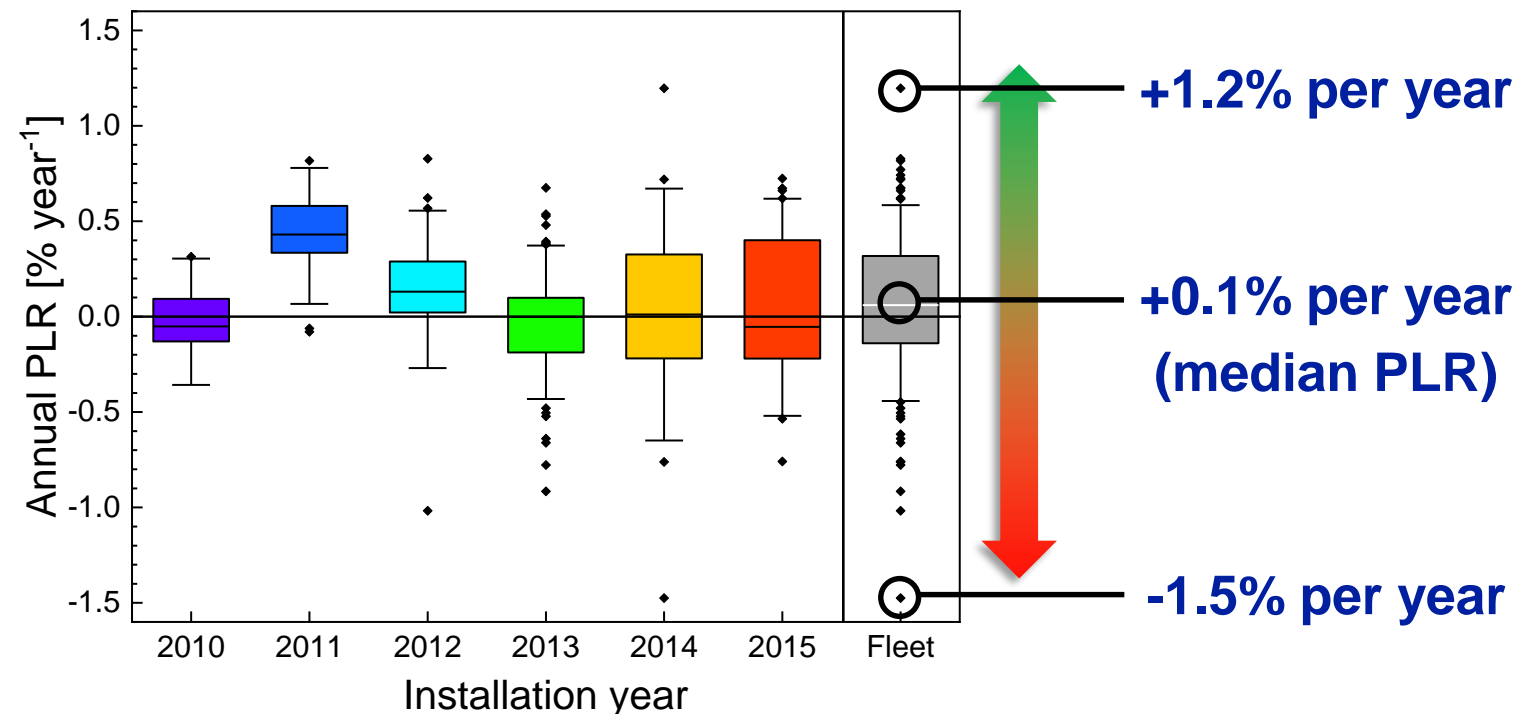 Annual PLR [% year-1]
1.5
1.0
0.5
0.0
-0.5
-1.0
-1.5
2010 2011 2012 2013 2014 2015 Fleet
Installation year
+1.2% per year
+0.1% per year
(median PLR)
-1.5% per year